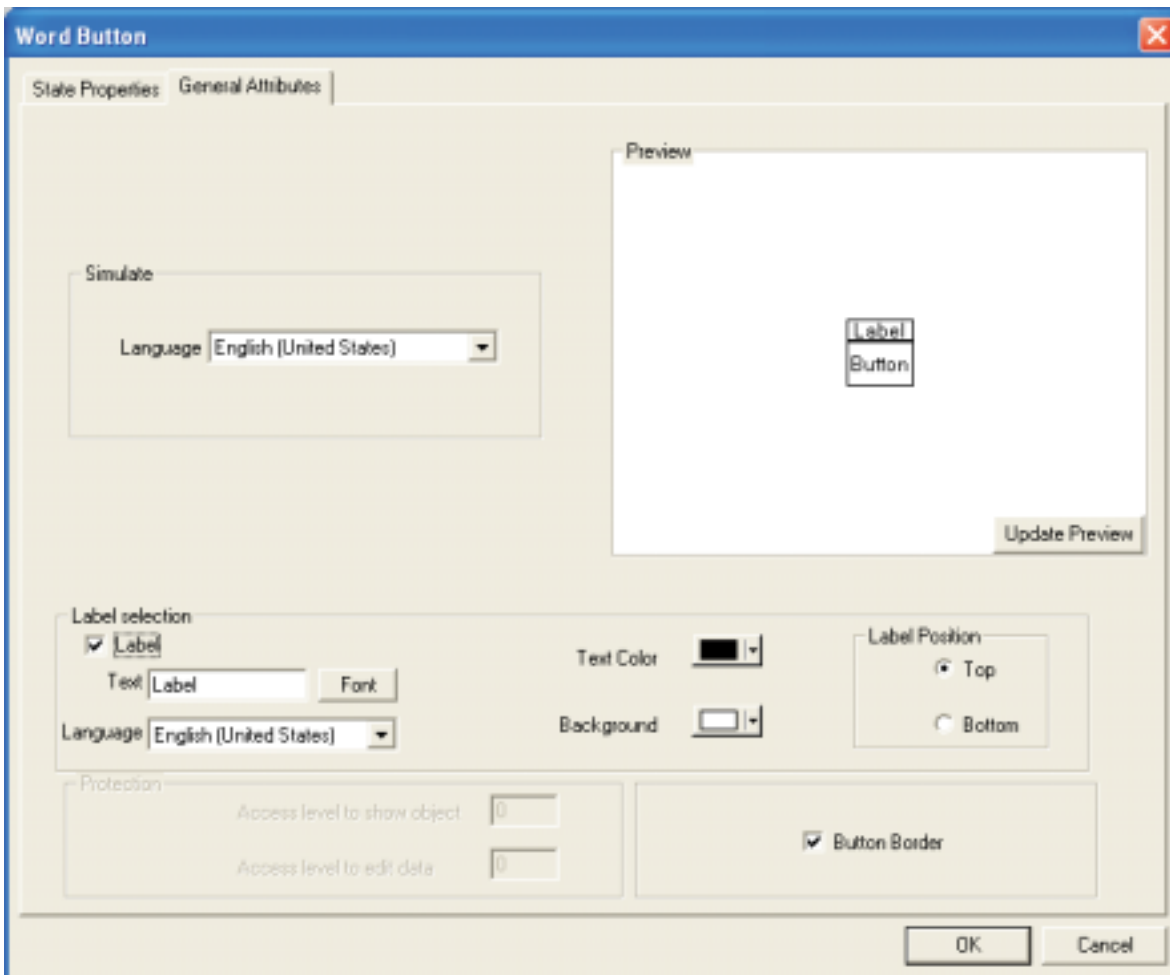 Word Button
State Properties General Attributes
Preview
Simulate
Language English (United States)
Label
Button
Update Preview
Label selection
Label
Text Label Font
Language English (United States)
Text Color
Background
Label Position
Top
Bottom
Protection
Access level to show object 0
Access level to edit data 0
Button Border
OK Cancel